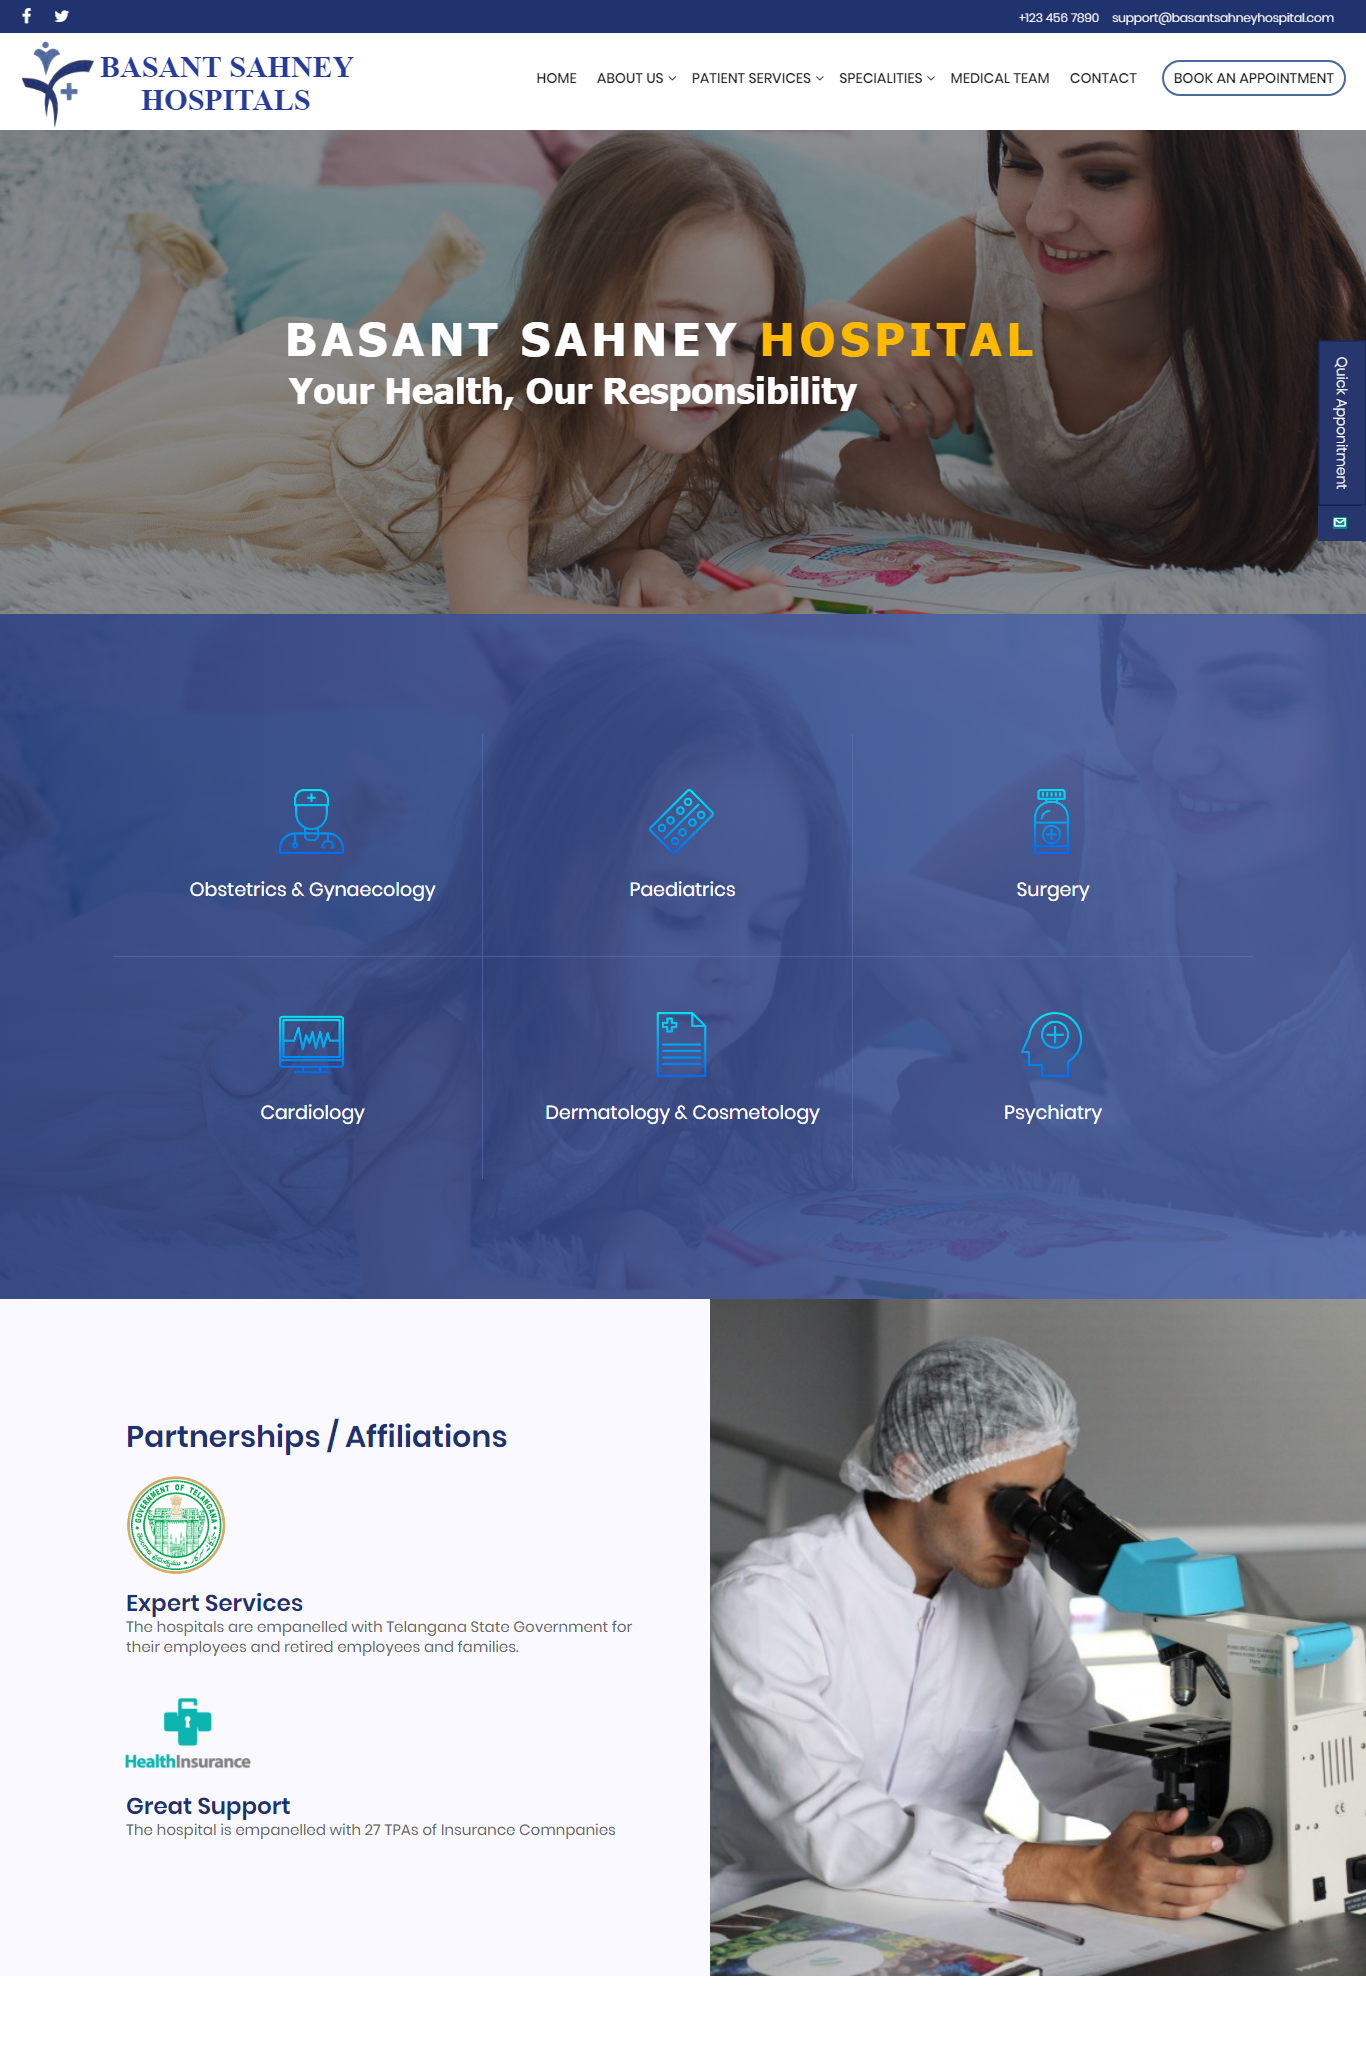 +123 456 7890 support@basantsahneyhospital.com
BASANT SAHNEY
HOSPITALS
HOME ABOUT US PATIENT SERVICES SPECIALITIES MEDICAL TEAM CONTACT BOOK AN APPOINTMENT
BASANT SAHNEY HOSPITAL
Your Health, Our Responsibility
Quick Apponitment
Obstetrics & Gynaecology
Paediatrics
Surgery
Cardiology
Dermatology & Cosmetology
Psychiatry
Partnerships / Affiliations
GOVERNMENT OF TELANGANA
Expert Services
The hospitals are empanelled with Telangana State Government for
their employees and retired employees and families.
HealthInsurance
Great Support
The hospital is empanelled with 27 TPAs of Insurance Comnpanies